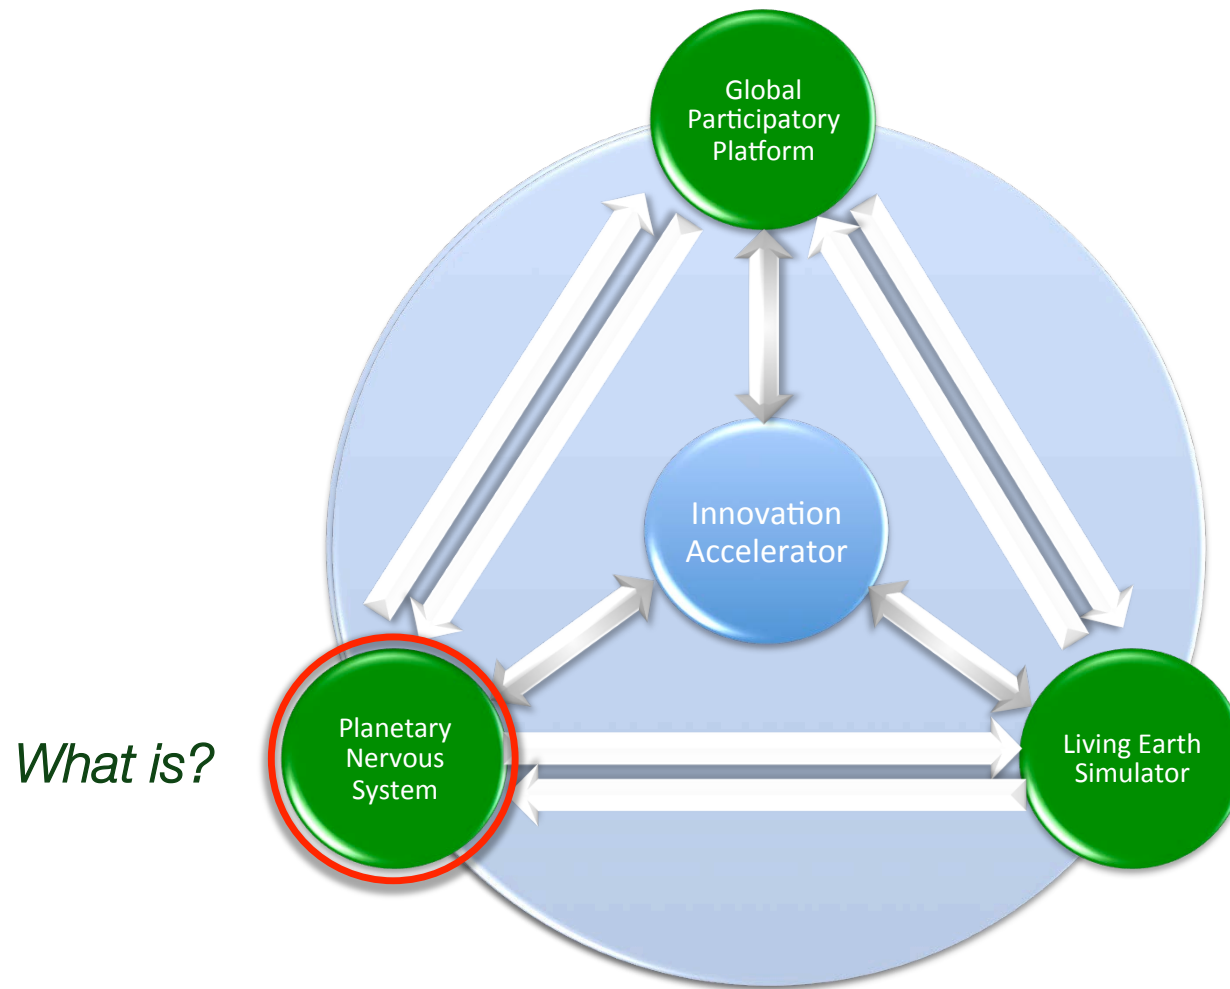 Global
Participatory
Platform
Innovation
Accelerator
Planetary
Nervous
System
What is?
Living Earth
Simulator